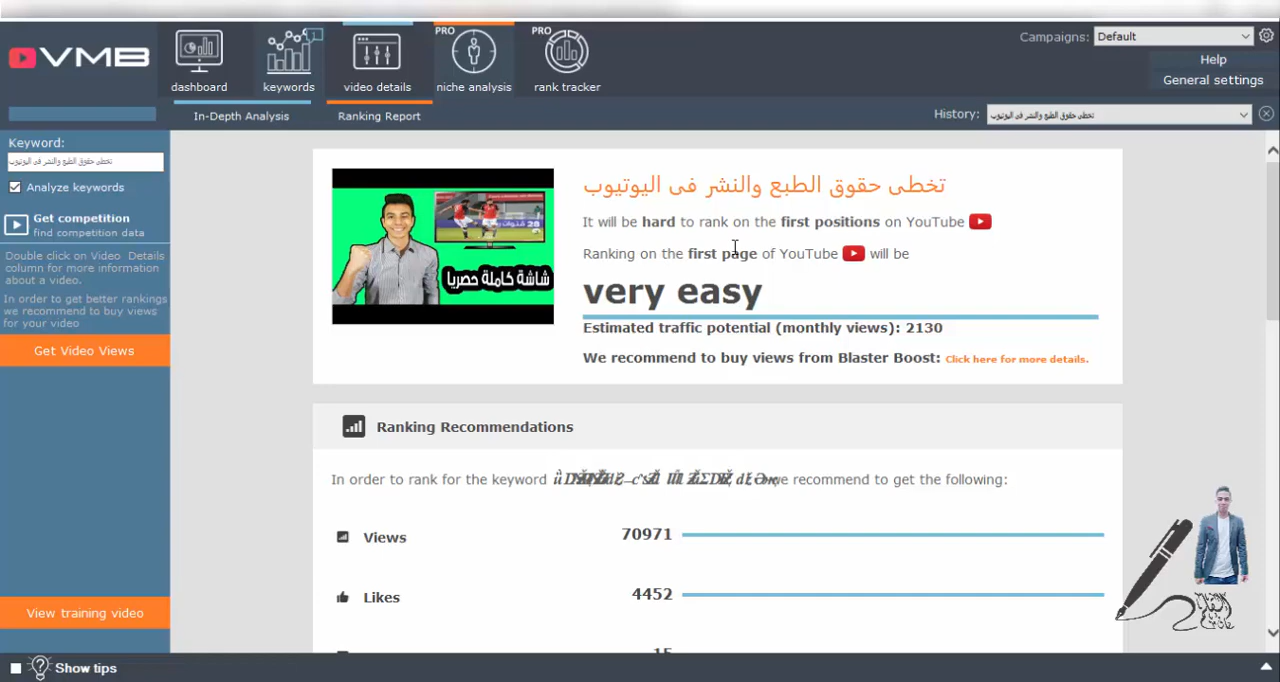 VMB
dashboard
keywords
video details
PRO
niche analysis
PRO
rank tracker
Campaigns: Default
Help
General settings
In-Depth Analysis
Ranking Report
History: تخطى حقوق الطبع والنشر فى اليوتيوب
Keyword:
تخطى حقوق الطبع والنشر فى اليوتيوب
Analyze keywords
Get competition
find competition data
Double click on Video Details
column for more information
about a video.
In order to get better rankings
we recommend to buy views
for your video
Get Video Views
View training video
Show tips
شاشة كاملة حصريا
تخطى حقوق الطبع والنشر فى اليوتيوب
It will be hard to rank on the first positions on YouTube
Ranking on the first page of YouTube will be
very easy
Estimated traffic potential (monthly views): 2130
We recommend to buy views from Blaster Boost: Click here for more details.
Ranking Recommendations
In order to rank for the keyword we recommend to get the following:
Views 70971
Likes 4452